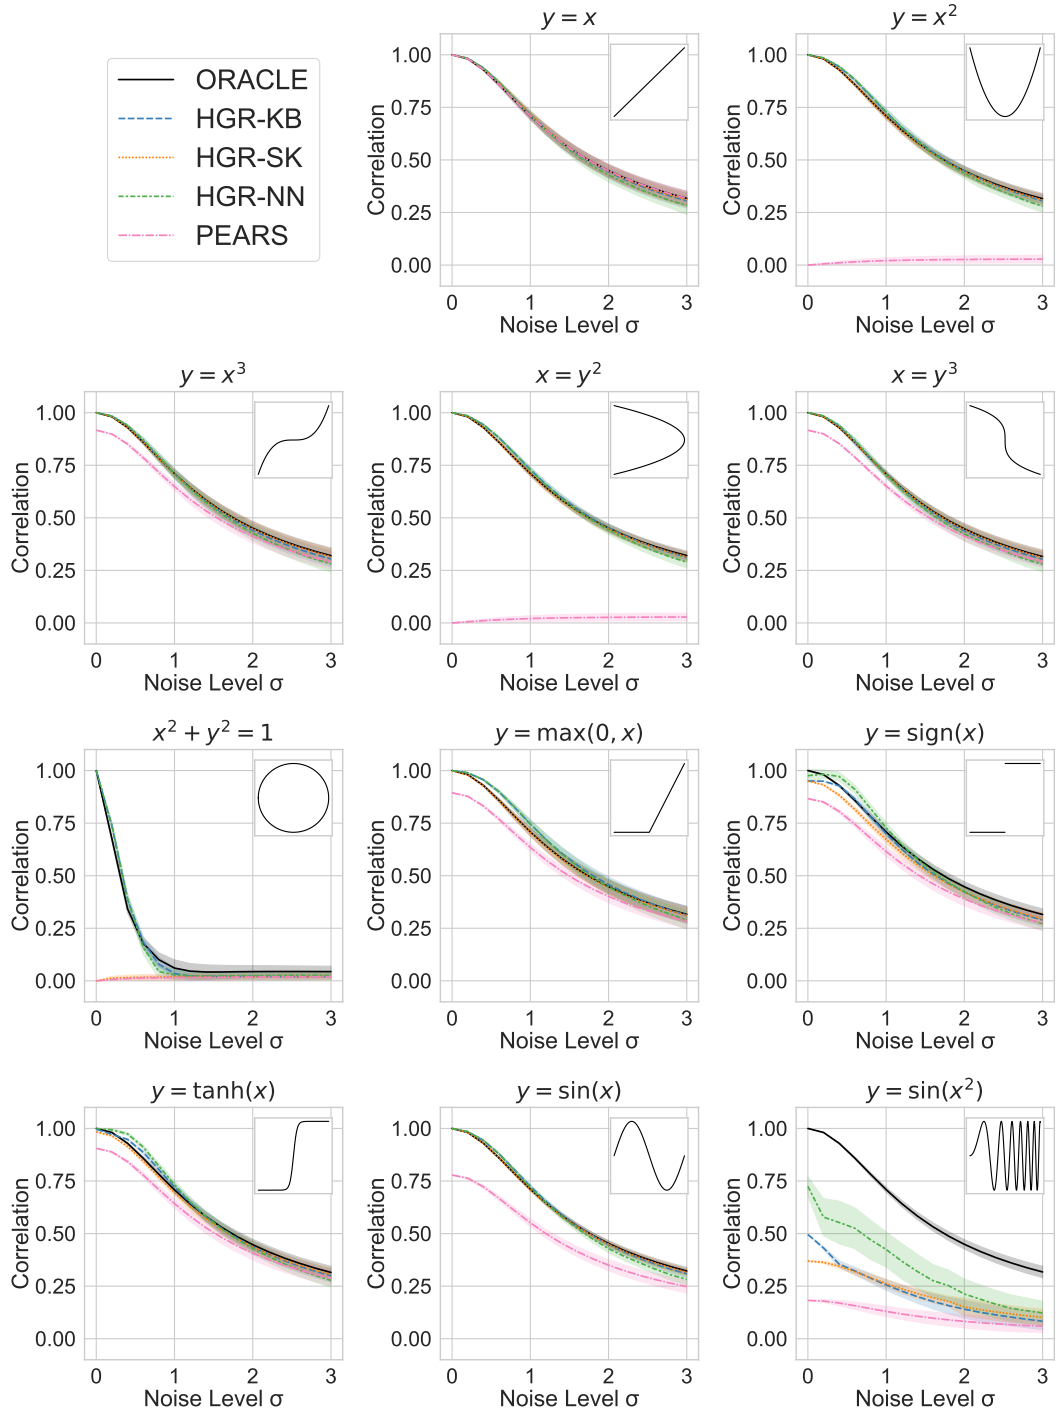 ORACLE
HGR-KB
HGR-SK
HGR-NN
PEARS
y = x
1.00
0.75
0.50
0.25
0.00
Correlation
0 1 2 3
Noise Level σ
y = x²
1.00
0.75
0.50
0.25
0.00
Correlation
0 1 2 3
Noise Level σ
y = x³
1.00
0.75
0.50
0.25
0.00
Correlation
0 1 2 3
Noise Level σ
x = y²
1.00
0.75
0.50
0.25
0.00
Correlation
0 1 2 3
Noise Level σ
x = y³
1.00
0.75
0.50
0.25
0.00
Correlation
0 1 2 3
Noise Level σ
x² + y² = 1
1.00
0.75
0.50
0.25
0.00
Correlation
0 1 2 3
Noise Level σ
y = max(0, x)
1.00
0.75
0.50
0.25
0.00
Correlation
0 1 2 3
Noise Level σ
y = sign(x)
1.00
0.75
0.50
0.25
0.00
Correlation
0 1 2 3
Noise Level σ
y = tanh(x)
1.00
0.75
0.50
0.25
0.00
Correlation
0 1 2 3
Noise Level σ
y = sin(x)
1.00
0.75
0.50
0.25
0.00
Correlation
0 1 2 3
Noise Level σ
y = sin(x²)
1.00
0.75
0.50
0.25
0.00
Correlation
0 1 2 3
Noise Level σ